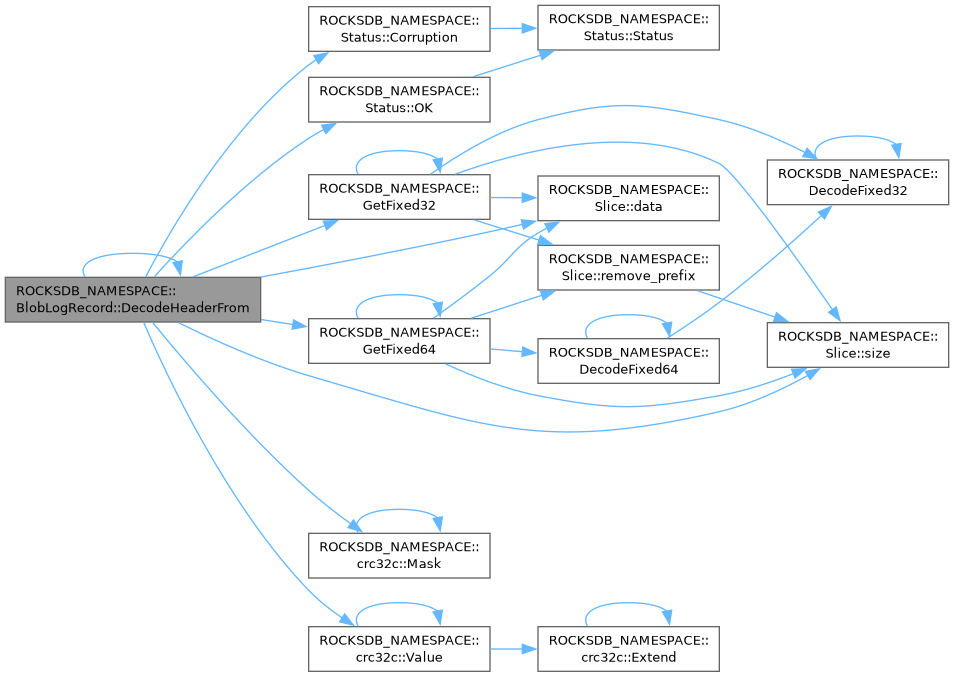 ROCKSDB_NAMESPACE::
BlobLogRecord::DecodeHeaderFrom
ROCKSDB_NAMESPACE::
Status::Corruption
ROCKSDB_NAMESPACE::
Status::Status
ROCKSDB_NAMESPACE::
Status::OK
ROCKSDB_NAMESPACE::
GetFixed32
ROCKSDB_NAMESPACE::
Slice::data
ROCKSDB_NAMESPACE::
DecodeFixed32
ROCKSDB_NAMESPACE::
Slice::remove_prefix
ROCKSDB_NAMESPACE::
GetFixed64
ROCKSDB_NAMESPACE::
DecodeFixed64
ROCKSDB_NAMESPACE::
Slice::size
ROCKSDB_NAMESPACE::
crc32c::Mask
ROCKSDB_NAMESPACE::
crc32c::Value
ROCKSDB_NAMESPACE::
crc32c::Extend